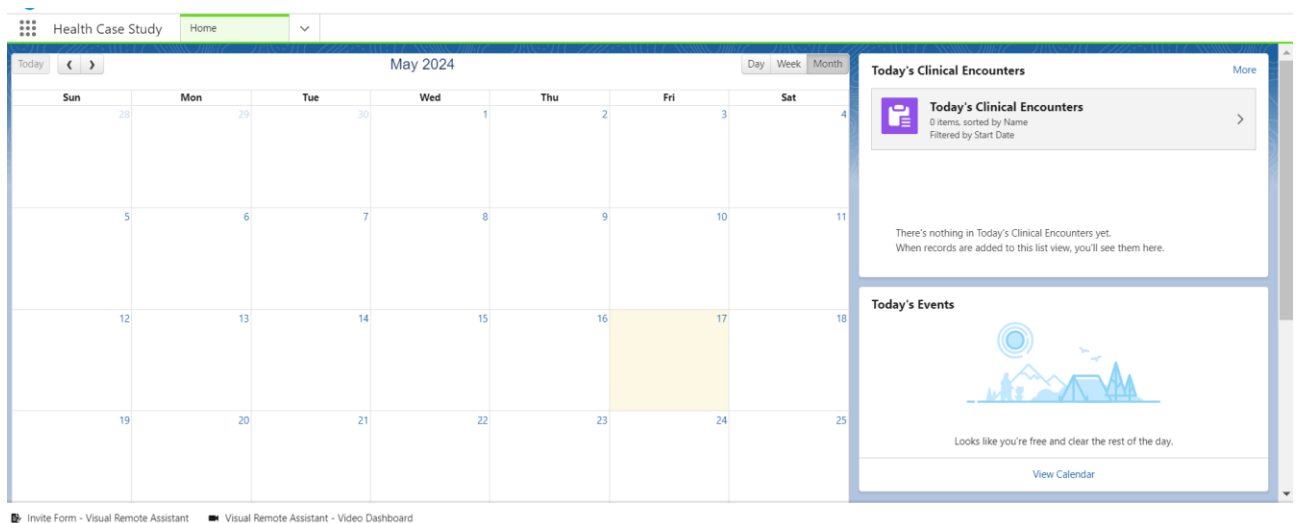 Health Case Study Home
Today May 2024 Day Week Month
Sun Mon Tue Wed Thu Fri Sat
28 29 30 1 2 3 4
5 6 7 8 9 10 11
12 13 14 15 16 17 18
19 20 21 22 23 24 25
Today's Clinical Encounters More
Today's Clinical Encounters
0 items, sorted by Name
Filtered by Start Date
There's nothing in Today's Clinical Encounters yet.
When records are added to this list view, you'll see them here.
Today's Events
Looks like you're free and clear the rest of the day.
View Calendar
Invite Form - Visual Remote Assistant Visual Remote Assistant - Video Dashboard